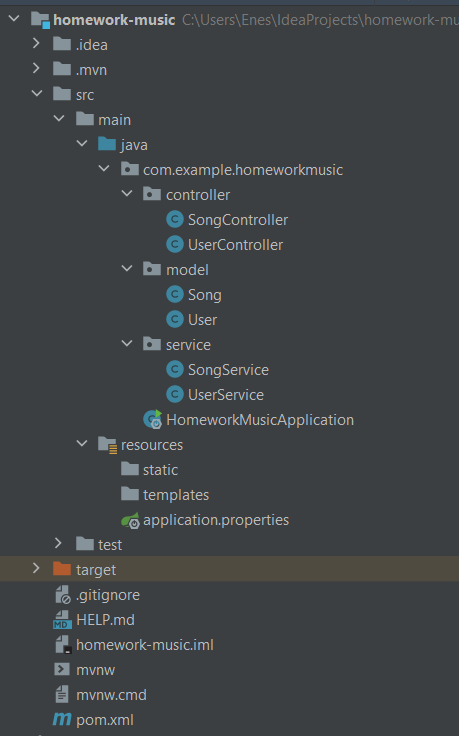 homework-music C:\Users\Enes\IdeaProjects\homework-mu
.idea
.mvn
src
main
java
com.example.homeworkmusic
controller
SongController
UserController
model
Song
User
service
SongService
UserService
HomeworkMusicApplication
resources
static
templates
application.properties
test
target
.gitignore
HELP.md
homework-music.iml
mvnw
mvnw.cmd
pom.xml